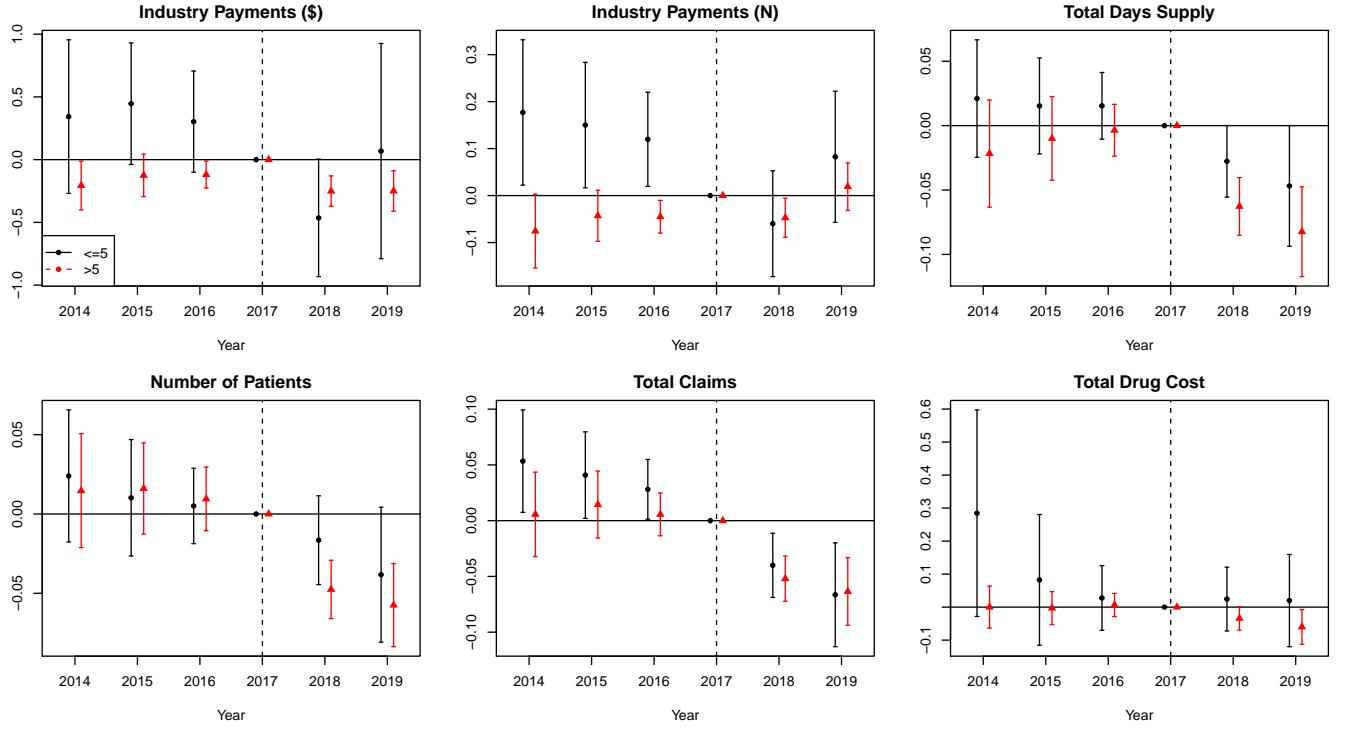 Industry Payments ($)
1.0
0.5
0.0
−0.5
−1.0
<=5
>5
2014 2015 2016 2017 2018 2019
Year
Industry Payments (N)
0.3
0.2
0.1
0.0
−0.1
2014 2015 2016 2017 2018 2019
Year
Total Days Supply
0.05
0.00
−0.05
−0.10
2014 2015 2016 2017 2018 2019
Year
Number of Patients
0.05
0.00
−0.05
2014 2015 2016 2017 2018 2019
Year
Total Claims
0.10
0.05
0.00
−0.05
−0.10
2014 2015 2016 2017 2018 2019
Year
Total Drug Cost
0.6
0.5
0.4
0.3
0.2
0.1
−0.1
2014 2015 2016 2017 2018 2019
Year